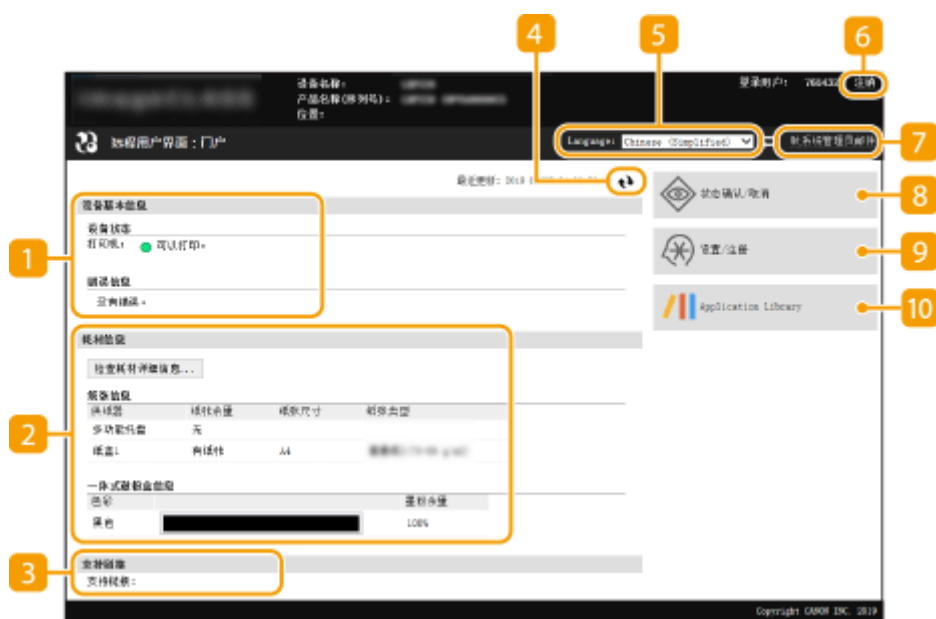 4
5
6
设备名称:
产品名称(序列号):
位置:
登录用户:
注销
远程用户界面:门户
Language: Chinese (Simplified)
致系统管理员邮件
7
最近更新: 2019
设备基本信息
设备状态
打印机: 可以打印。
1
错误信息
没有错误。
状态确认/取消
8
设置/注册
9
Application Library
10
耗材信息
检查耗材详细信息...
纸张信息
供纸器 纸张余量 纸张尺寸 纸张类型
多功能托盘 无
2
纸盒1 有纸张 A4
一体式碳粉盒信息
色彩 墨粉余量
黑色 100%
支持链接
3
支持链接:
Copyright CANON INC. 2019